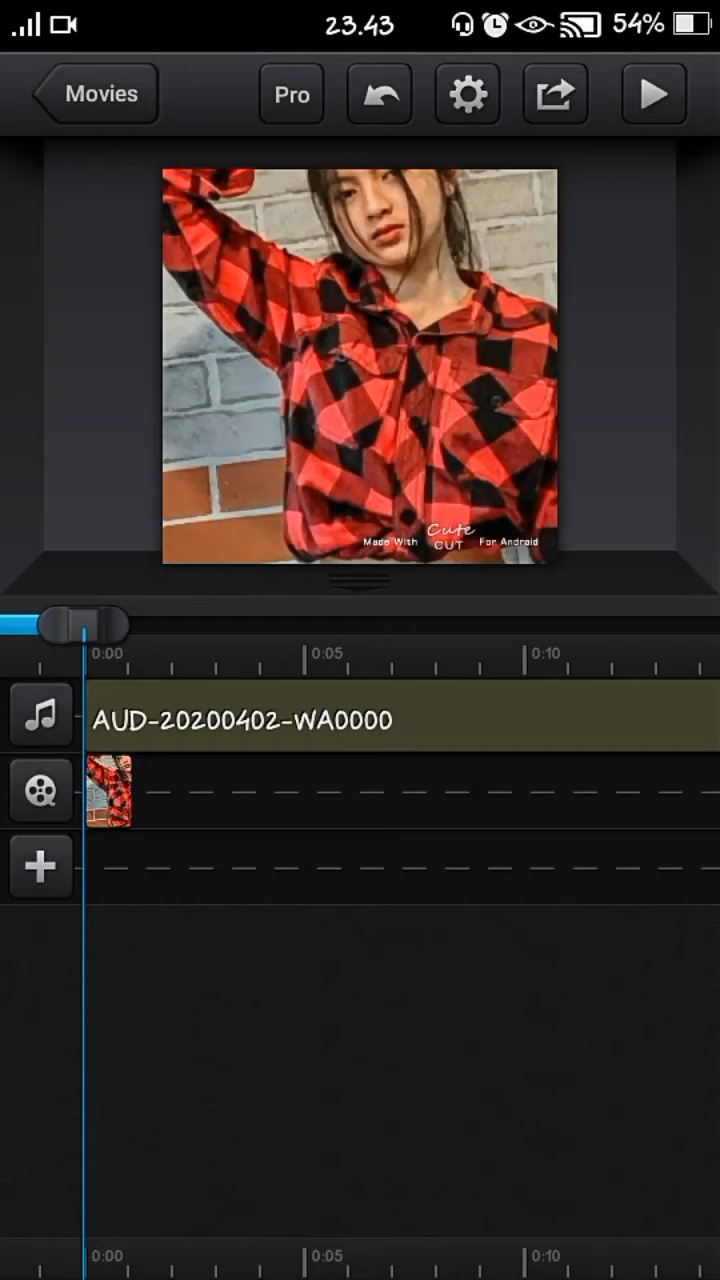 23.43 54%
Movies Pro
Made With Cute CUT For Android
0:00 0:05 0:10
AUD-20200402-WA0000
0:00 0:05 0:10